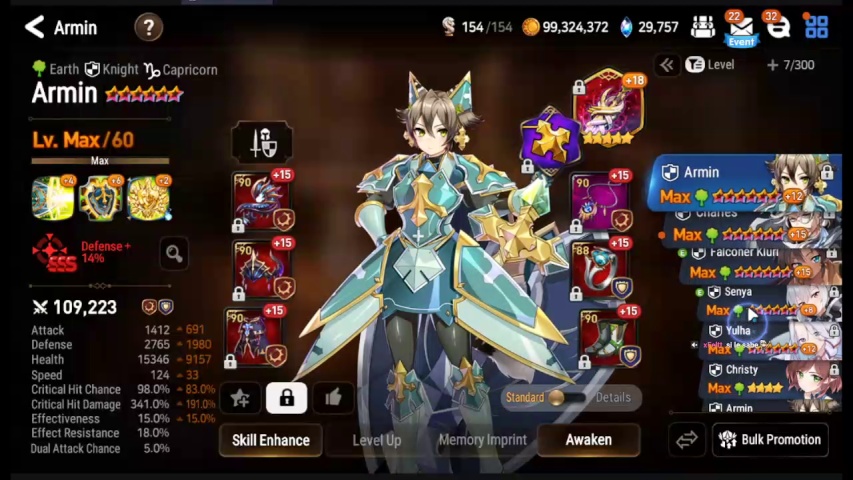 Armin
?
154/154
99,324,372
29,757
22
Event
32
Earth Knight Capricorn
Armin
Level
+ 7/300
Lv. Max/60
Max
+4
+6
+2
+18
SSS
Defense +
14%
90
+15
90
+15
90
+15
90
+15
88
+15
90
+15
109,223
Attack 1412 691
Defense 2765 1980
Health 15346 9157
Speed 124 33
Critical Hit Chance 98.0% 83.0%
Critical Hit Damage 341.0% 191.0%
Effectiveness 15.0% 15.0%
Effect Resistance 18.0%
Dual Attack Chance 5.0%
Armin
Max +12
Charles
Max +15
Falconer Kluri
Max +15
Senya
Max +6
Yulha
Max +12
Christy
Max
Armin
Standard Details
Skill Enhance
Level Up
Memory Imprint
Awaken
Bulk Promotion